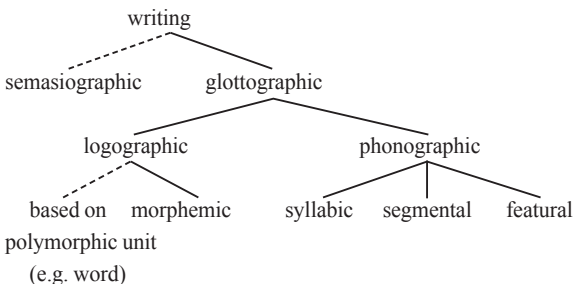 writing
semasiographic glottographic
logographic phonographic
based on morphemic syllabic segmental featural
polymorphic unit
(e.g. word)